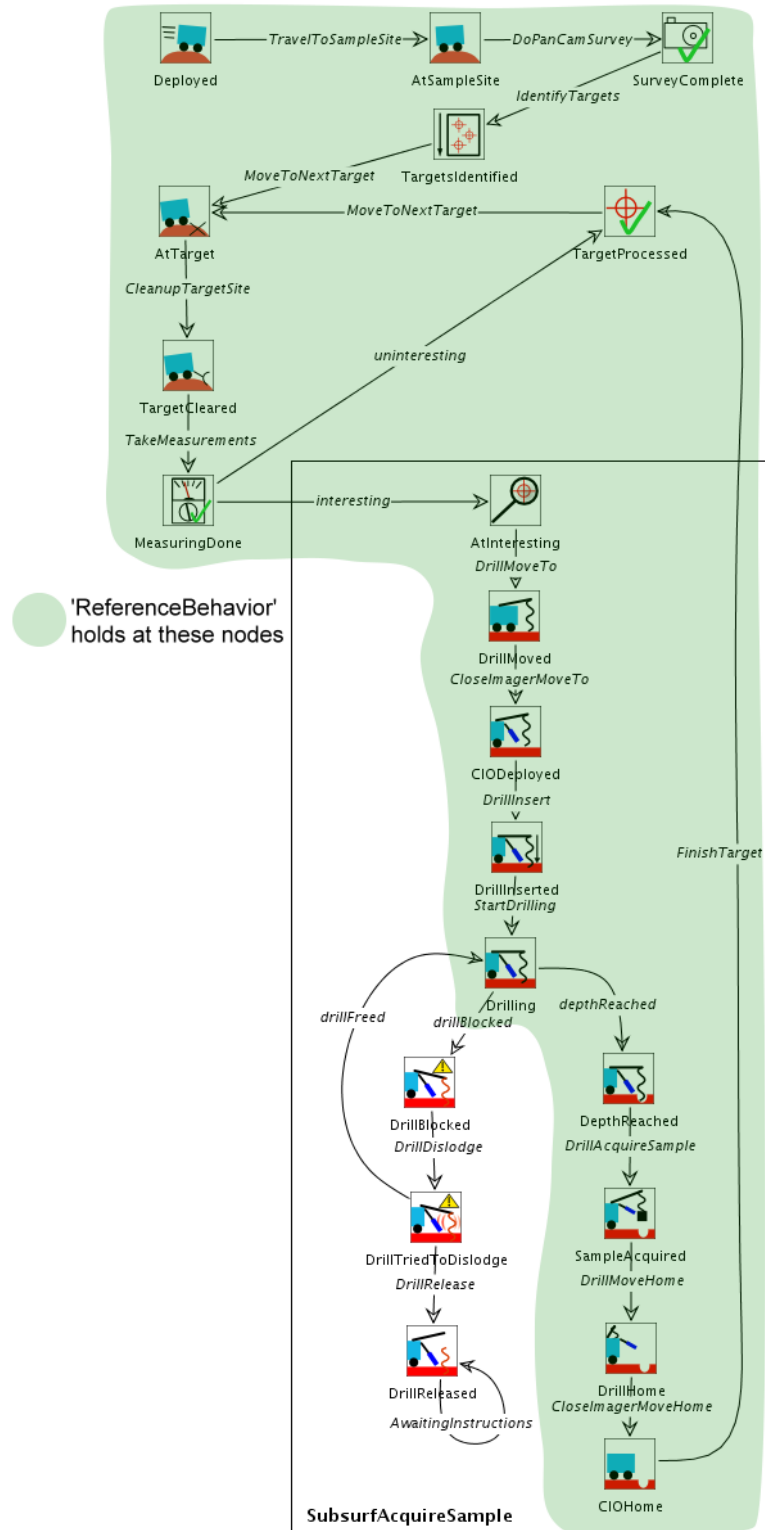 TravelToSampleSite
DoPanCamSurvey
Deployed
AtSampleSite
SurveyComplete
IdentifyTargets
TargetsIdentified
MoveToNextTarget
MoveToNextTarget
AtTarget
TargetProcessed
CleanupTargetSite
uninteresting
TargetCleared
TakeMeasurements
interesting
MeasuringDone
AtInteresting
DrillMoveTo
'ReferenceBehavior'
holds at these nodes
DrillMoved
CloseImagerMoveTo
CIODeployed
DrillInsert
FinishTarget
DrillInserted
StartDrilling
Drilling
depthReached
drillFreed
drillBlocked
DrillBlocked
DepthReached
DrillDislodge
DrillAcquireSample
DrillTriedToDislodge
SampleAcquired
DrillRelease
DrillMoveHome
DrillReleased
DrillHome
CloseImagerMoveHome
AwaitingInstructions
CIOHome
SubsurfAcquireSample